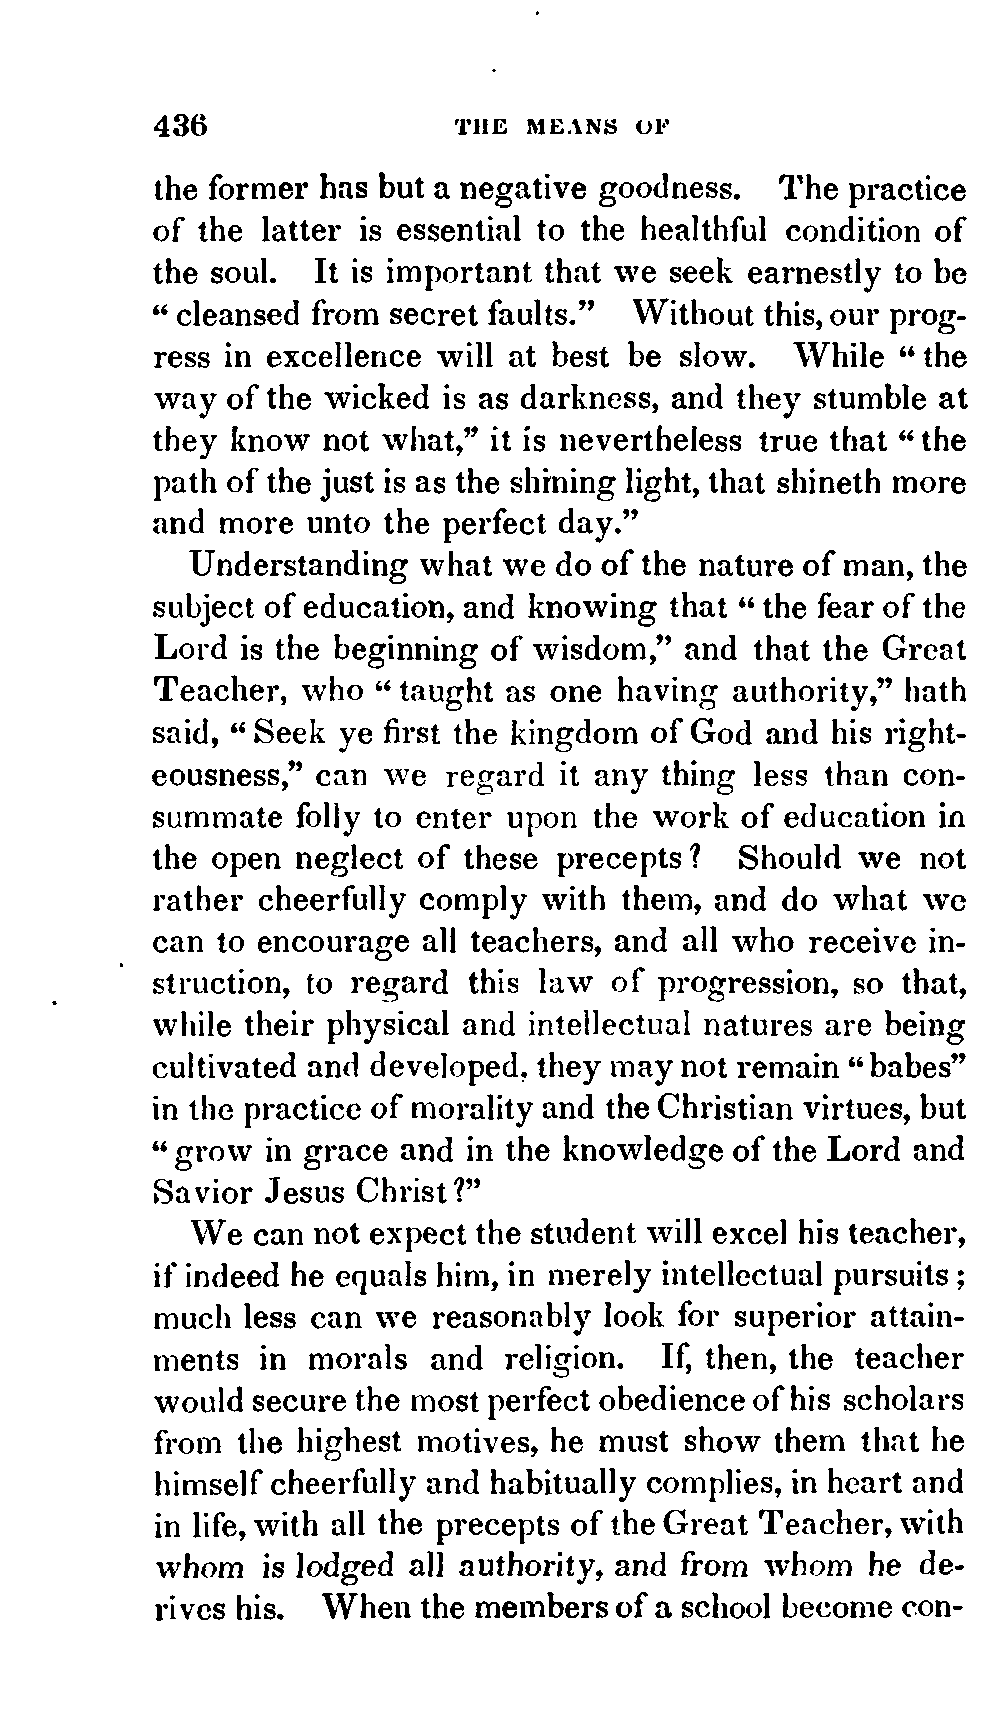 436 THE MEANS OF
the former has but a negative goodness. The practice
of the latter is essential to the healthful condition of
the soul. It is important that we seek earnestly to be
“cleansed from secret faults.” Without this, our prog-
ress in excellence will at best be slow. While “the
way of the wicked is as darkness, and they stumble at
they know not what,” it is nevertheless true that “the
path of the just is as the shining light, that shineth more
and more unto the perfect day.”
Understanding what we do of the nature of man, the
subject of education, and knowing that “the fear of the
Lord is the beginning of wisdom,” and that the Great
Teacher, who “taught as one having authority,” hath
said, “Seek ye first the kingdom of God and his right-
eousness,” can we regard it any thing less than con-
summate folly to enter upon the work of education in
the open neglect of these precepts? Should we not
rather cheerfully comply with them, and do what we
can to encourage all teachers, and all who receive in-
struction, to regard this law of progression, so that,
while their physical and intellectual natures are being
cultivated and developed, they may not remain “babes”
in the practice of morality and the Christian virtues, but
“grow in grace and in the knowledge of the Lord and
Savior Jesus Christ?”
We can not expect the student will excel his teacher,
if indeed he equals him, in merely intellectual pursuits;
much less can we reasonably look for superior attain-
ments in morals and religion. If, then, the teacher
would secure the most perfect obedience of his scholars
from the highest motives, he must show them that he
himself cheerfully and habitually complies, in heart and
in life, with all the precepts of the Great Teacher, with
whom is lodged all authority, and from whom he de-
rives his. When the members of a school become con-